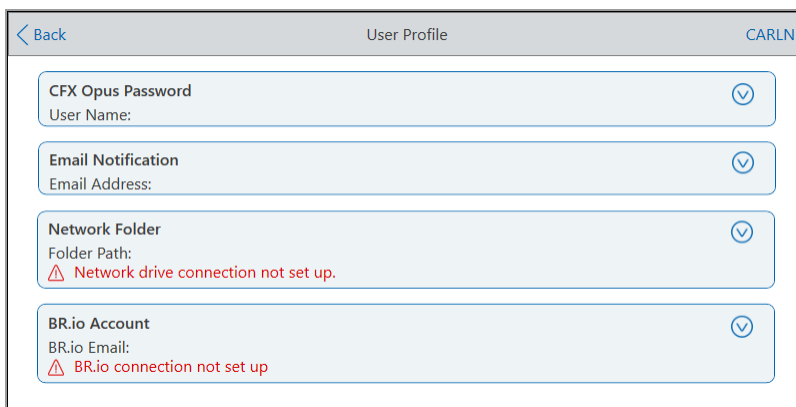 Back
User Profile
CARLN
CFX Opus Password
User Name:
Email Notification
Email Address:
Network Folder
Folder Path:
Network drive connection not set up.
BR.io Account
BR.io Email:
BR.io connection not set up